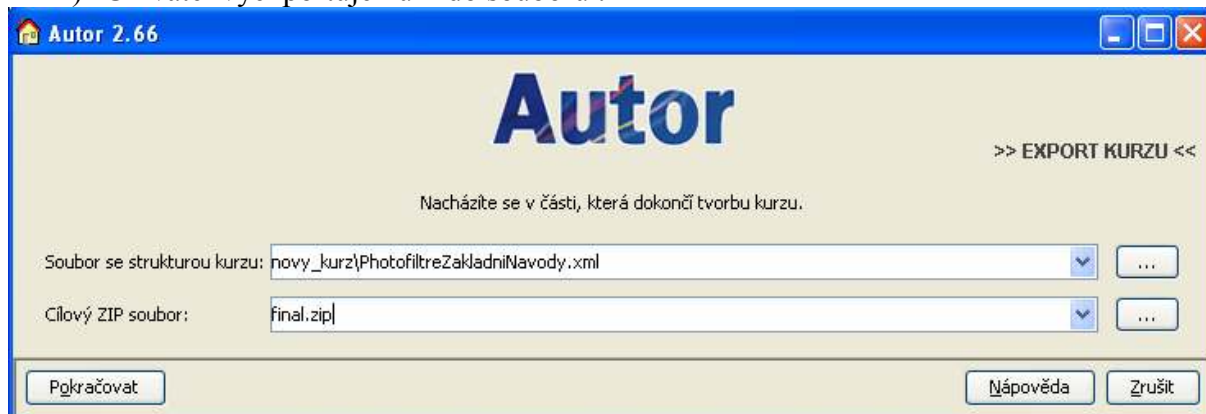 Autor 2.66
Autor
>> EXPORT KURZU <<
Nacházíte se v části, která dokončí tvorbu kurzu.
Soubor se strukturou kurzu: novy_kurz\PhotofiltreZakladniNavody.xml ...
Cílový ZIP soubor: final.zip ...
Pokračovat Nápověda Zrušit